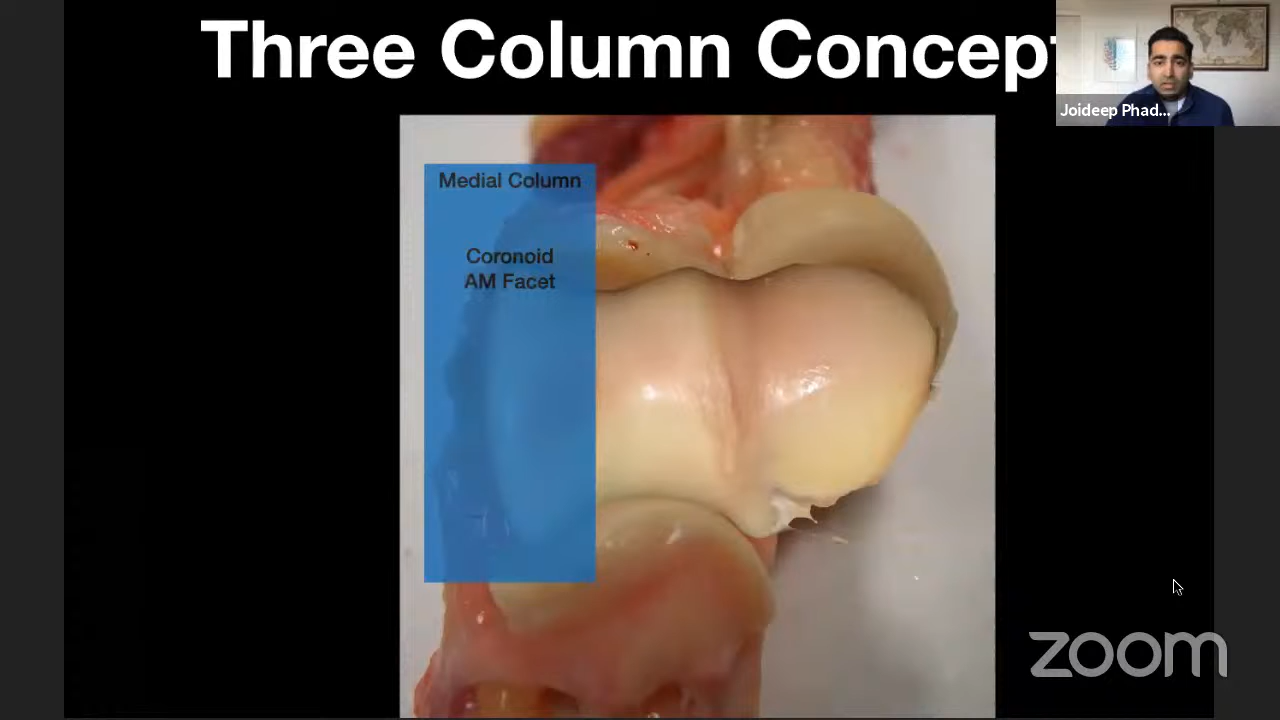 Three Column Concept
Joideep Phad...
Medial Column
Coronoid
AM Facet
zoom